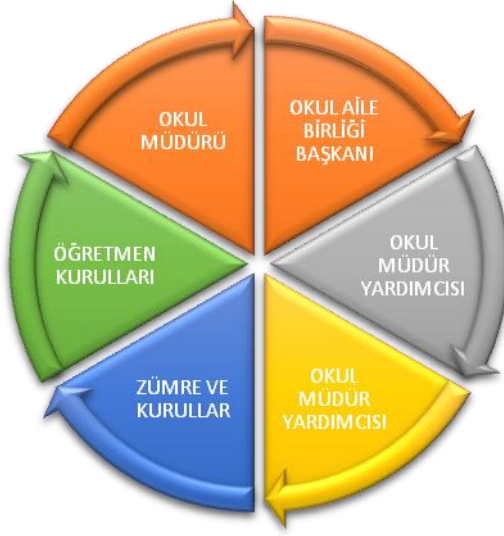 OKUL
MÜDÜRÜ
OKUL AİLE
BİRLİĞİ
BAŞKANI
OKUL
MÜDÜR
YARDIMCISI
OKUL
MÜDÜR
YARDIMCISI
ZÜMRE VE
KURULLAR
ÖĞRETMEN
KURULLARI